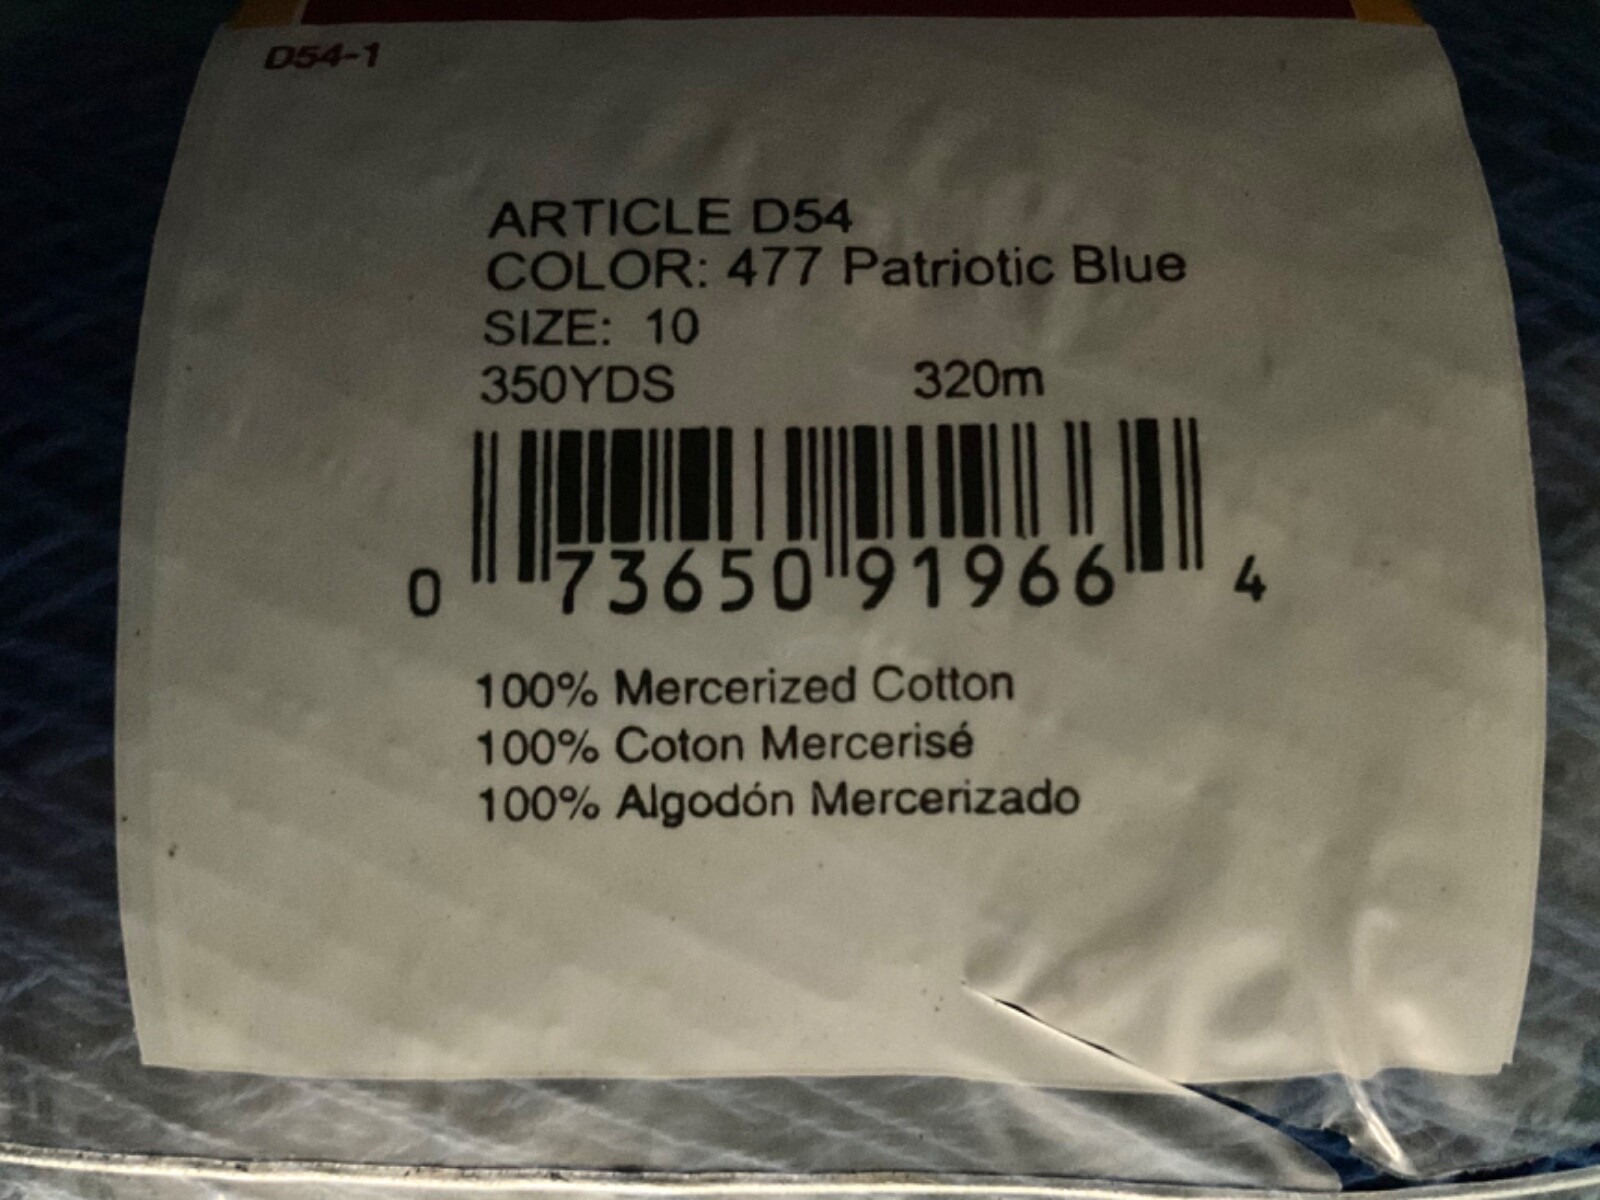 D54-1
ARTICLE D54
COLOR: 477 Patriotic Blue
SIZE: 10
350YDS 320m
0 73650 91966 4
100% Mercerized Cotton
100% Coton Mercerisé
100% Algodón Mercerizado